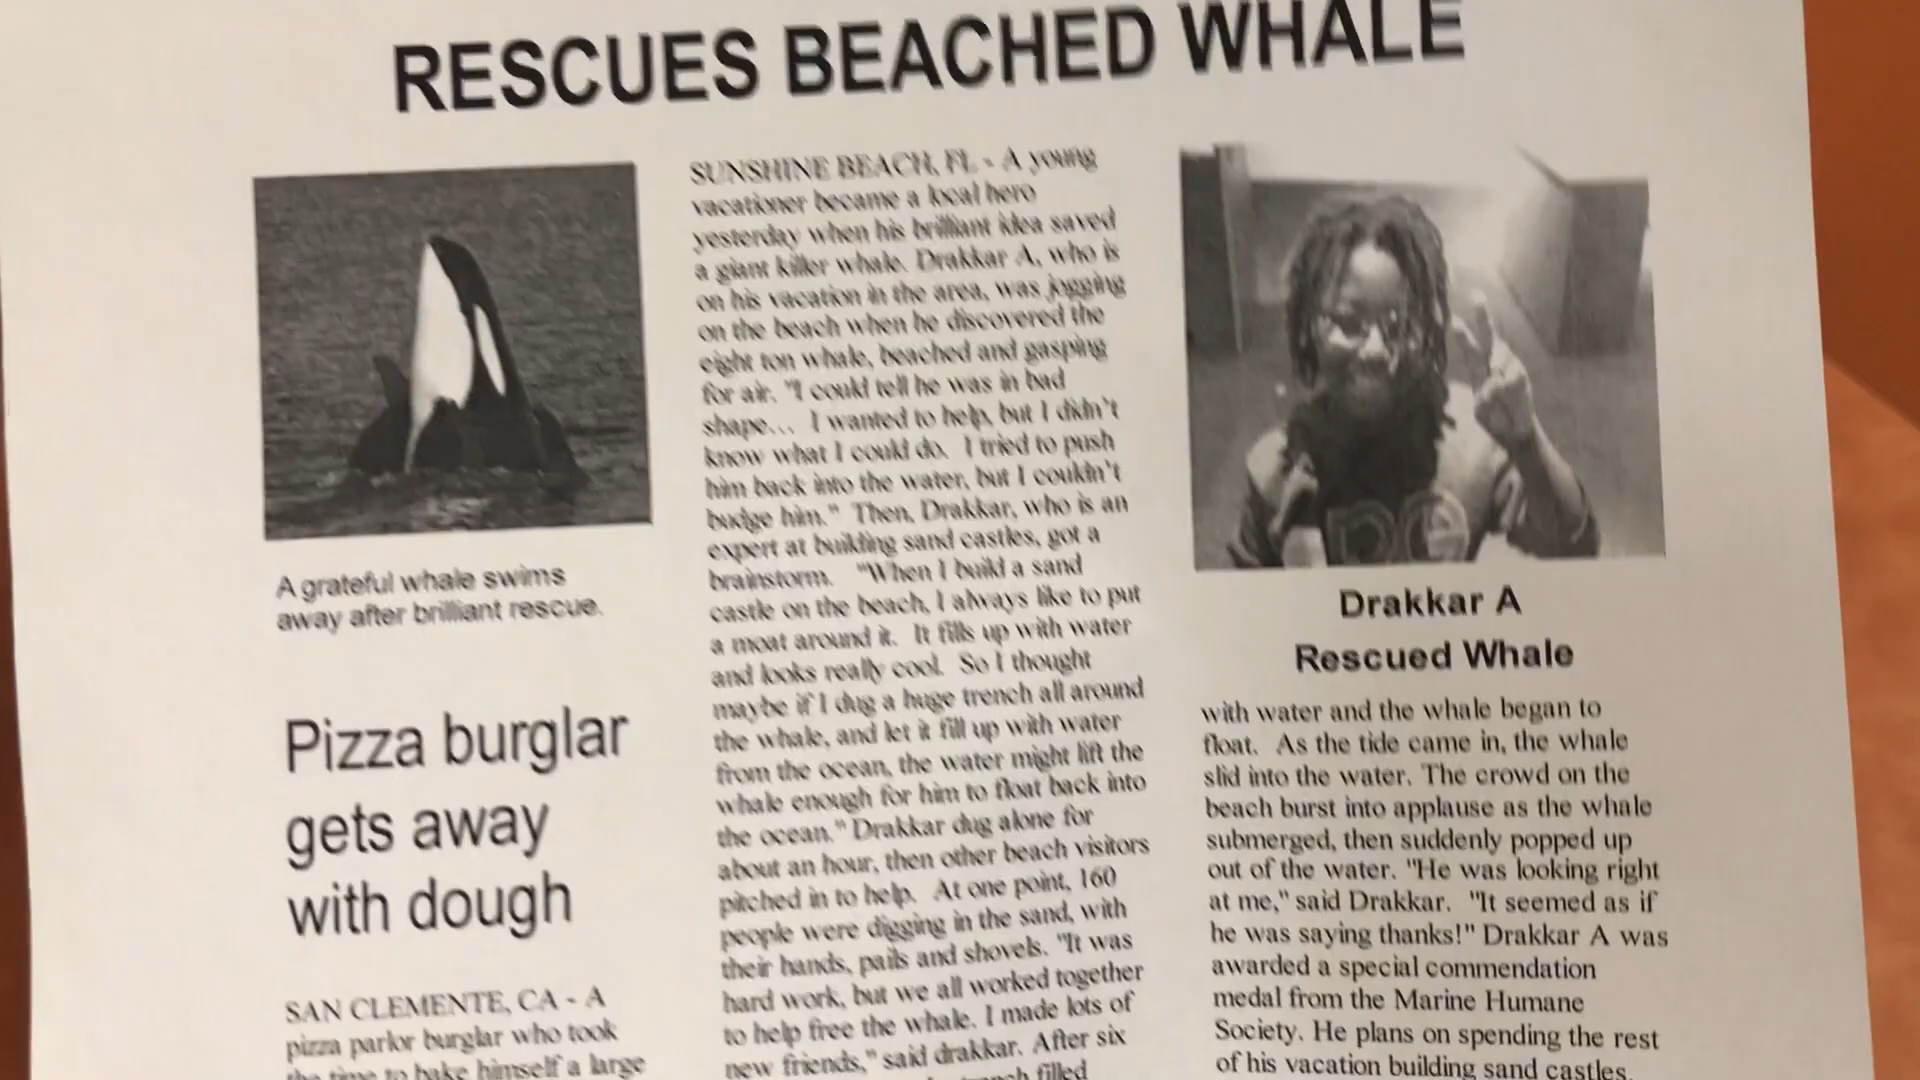 RESCUES BEACHED WHALE
A grateful whale swims
away after brilliant rescue.
Pizza burglar
gets away
with dough
SAN CLEMENTE, CA - A
pizza parlor burglar who took
the time to bake himself a large
SUNSHINE BEACH, FL - A young
vacationer became a local hero
yesterday when his brilliant idea saved
a giant killer whale. Drakkar A, who is
on his vacation in the area, was jogging
on the beach when he discovered the
eight ton whale, beached and gasping
for air. "I could tell he was in bad
shape... I wanted to help, but I didn't
know what I could do. I tried to push
him back into the water, but I couldn't
budge him." Then, Drakkar, who is an
expert at building sand castles, got a
brainstorm. "When I build a sand
castle on the beach, I always like to put
a moat around it. It fills up with water
and looks really cool. So I thought
maybe if I dug a huge trench all around
the whale, and let it fill up with water
from the ocean, the water might lift the
whale enough for him to float back into
the ocean." Drakkar dug alone for
about an hour, then other beach visitors
pitched in to help. At one point, 160
people were digging in the sand, with
their hands, pails and shovels. "It was
hard work, but we all worked together
to help free the whale. I made lots of
new friends," said drakkar. After six
trench filled
Drakkar A
Rescued Whale
with water and the whale began to
float. As the tide came in, the whale
slid into the water. The crowd on the
beach burst into applause as the whale
submerged, then suddenly popped up
out of the water. "He was looking right
at me," said Drakkar. "It seemed as if
he was saying thanks!" Drakkar A was
awarded a special commendation
medal from the Marine Humane
Society. He plans on spending the rest
of his vacation building sand castles.